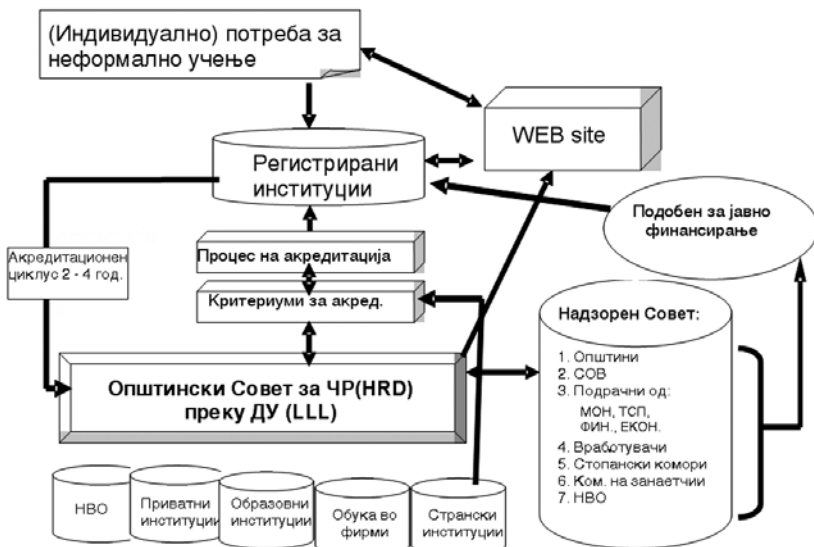 (Индивидуално) потреба за
неформално учење
WEB site
Регистрирани
институции
Подобен за јавно
финансирање
Акредитационен
циклус 2 - 4 год.
Процес на акредитација
Критериуми за акред.
Надзорен Совет:
1. Општини
2. СОВ
3. Подрачни од:
МОН, ТСП,
ФИН., ЕКОН.
4. Вработувачи
5. Стопански комори
6. Ком. на занаетчии
7. НВО
Општински Совет за ЧР(HRD)
преку ДУ (LLL)
НВО
Приватни
институции
Образовни
институции
Обука во
фирми
Странски
институции